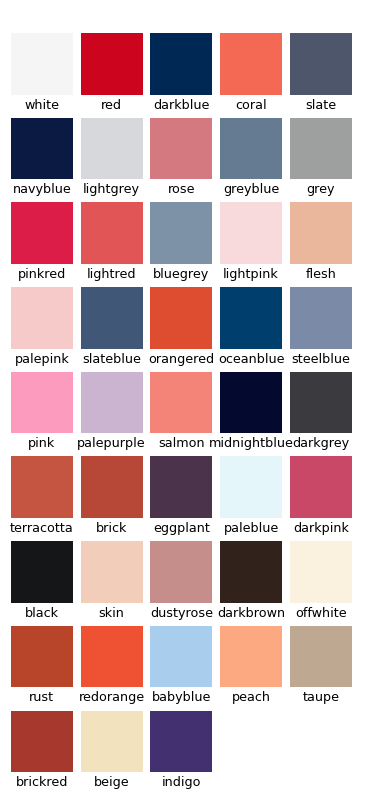 white red darkblue coral slate
navyblue lightgrey rose greyblue grey
pinkred lightred bluegrey lightpink flesh
palepink slateblue orangered oceanblue steelblue
pink palepurple salmon midnightblue darkgrey
terracotta brick eggplant paleblue darkpink
black skin dustyrose darkbrown offwhite
rust redorange babyblue peach taupe
brickred beige indigo